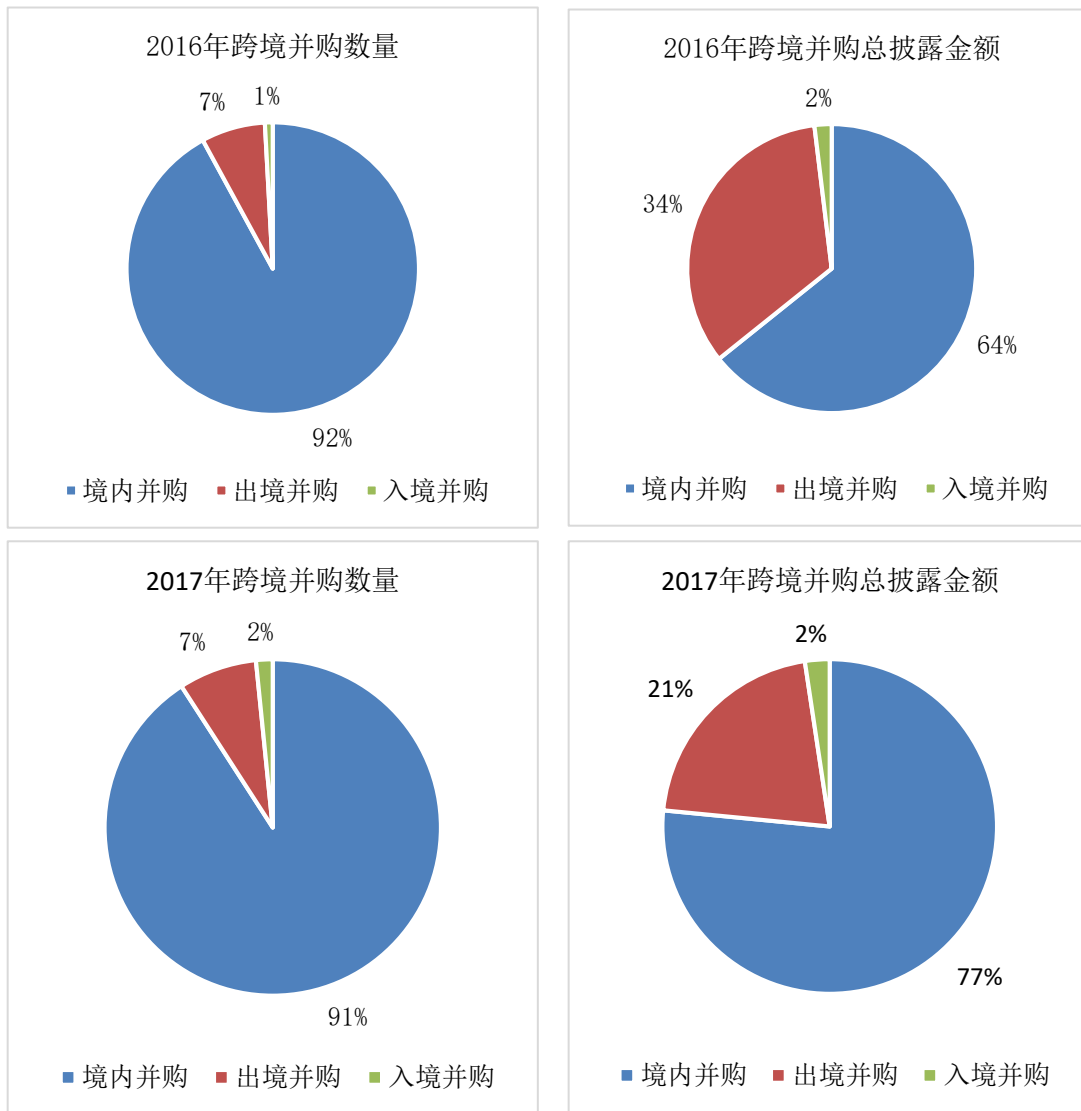 2016年跨境并购数量
7%
1%
92%
境内并购 出境并购 入境并购
2016年跨境并购总披露金额
2%
34%
64%
境内并购 出境并购 入境并购
2017年跨境并购数量
7%
2%
91%
境内并购 出境并购 入境并购
2017年跨境并购总披露金额
2%
21%
77%
境内并购 出境并购 入境并购